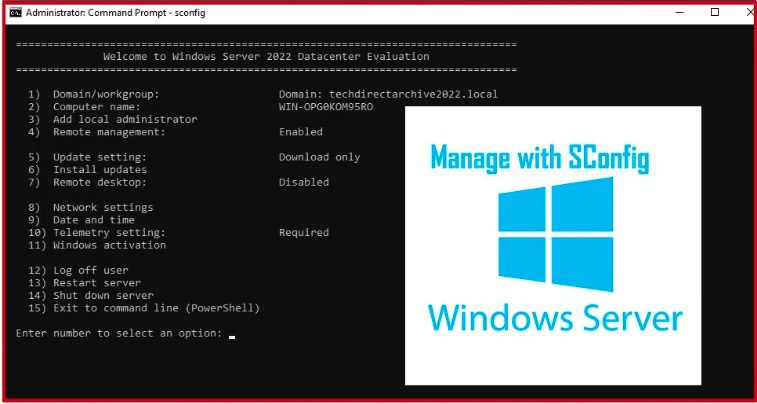 Administrator: Command Prompt - sconfig
================================================================================
Welcome to Windows Server 2022 Datacenter Evaluation
================================================================================
1) Domain/workgroup: Domain: techdirectarchive2022.local
2) Computer name: WIN-OPG0KOM95RO
3) Add local administrator
4) Remote management: Enabled
5) Update setting: Download only
6) Install updates
7) Remote desktop: Disabled
8) Network settings
9) Date and time
10) Telemetry setting: Required
11) Windows activation
12) Log off user
13) Restart server
14) Shut down server
15) Exit to command line (PowerShell)
Enter number to select an option:
Manage with SConfig
Windows Server